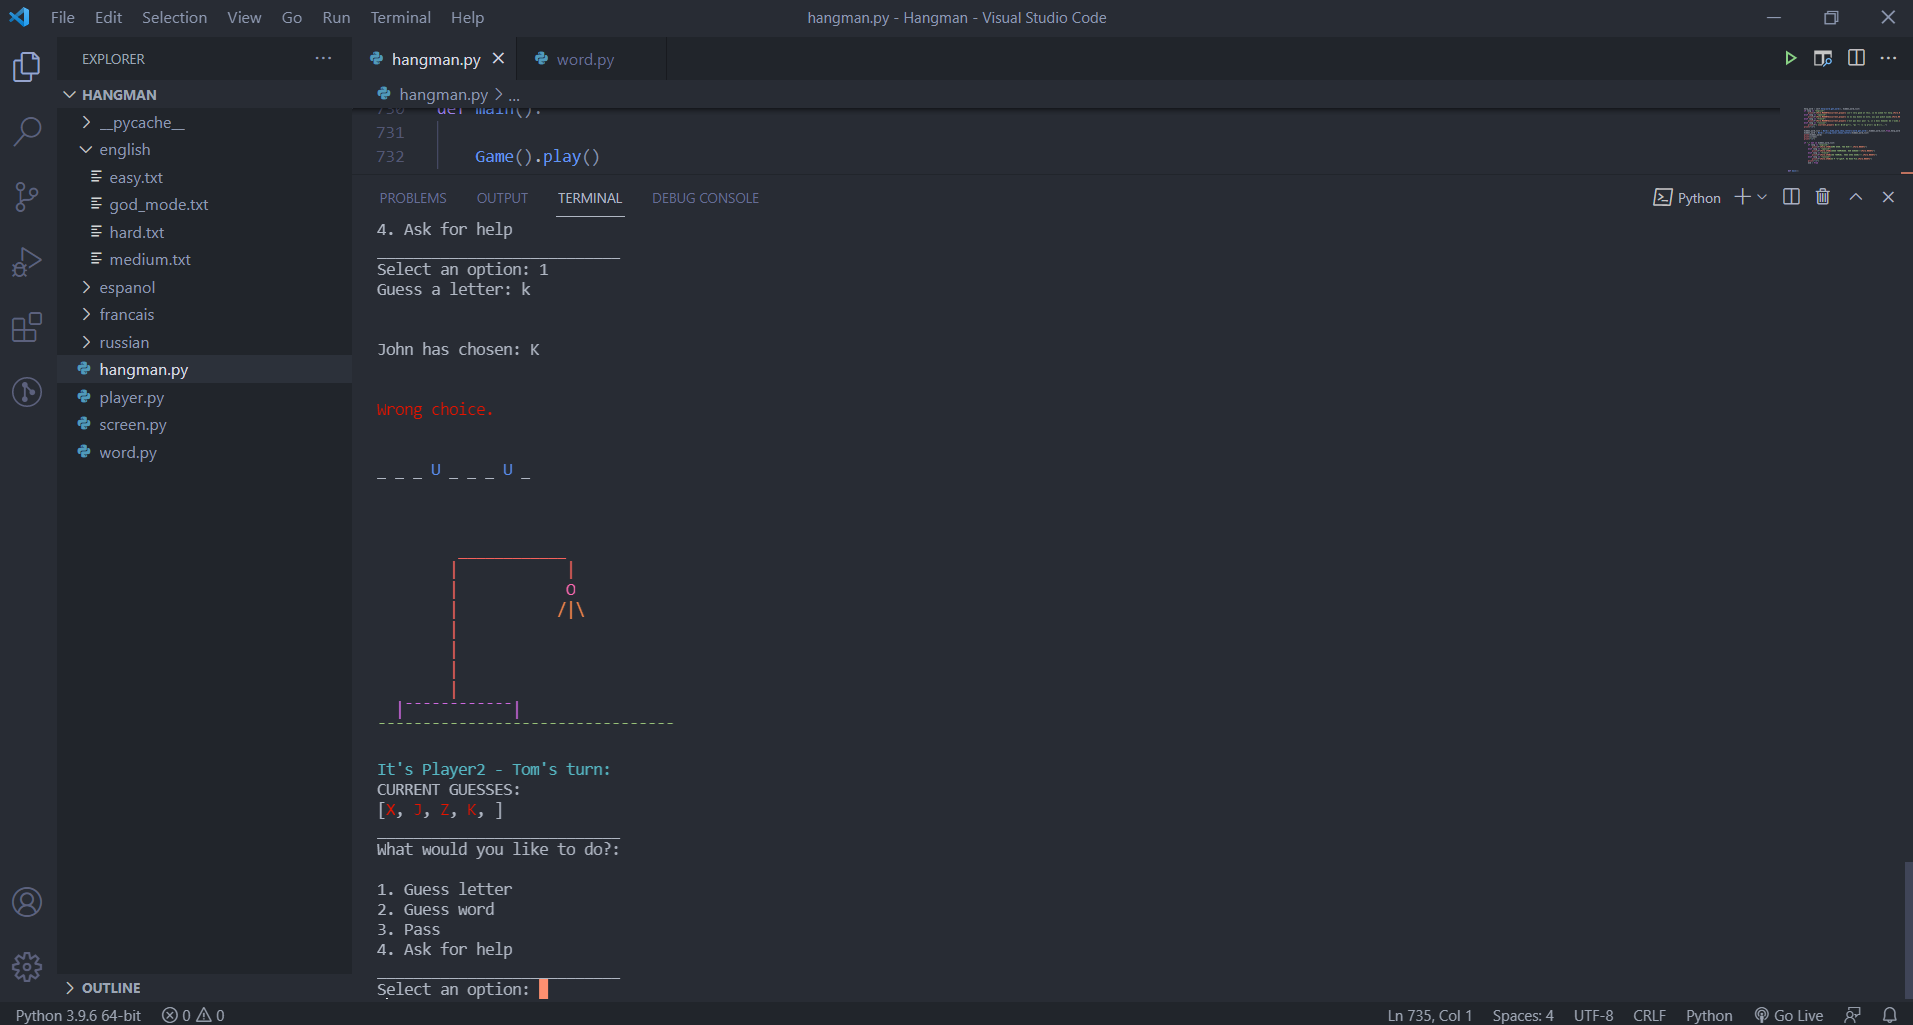 File Edit Selection View Go Run Terminal Help
hangman.py - Hangman - Visual Studio Code
EXPLORER
HANGMAN
__pycache__
english
easy.txt
god_mode.txt
hard.txt
medium.txt
espanol
francais
russian
hangman.py
player.py
screen.py
word.py
OUTLINE
hangman.py word.py
hangman.py > ...
730 def main():
731
732 Game().play()
PROBLEMS OUTPUT TERMINAL DEBUG CONSOLE
Python
4. Ask for help
___________________________
Select an option: 1
Guess a letter: k
John has chosen: K
Wrong choice.
_ _ _ U _ _ _ U _
____________
|            |
|            O
|           /|\
|
|
|
|
|------------|
---------------------------------
It's Player2 - Tom's turn:
CURRENT GUESSES:
[X, J, Z, K, ]
___________________________
What would you like to do?:
1. Guess letter
2. Guess word
3. Pass
4. Ask for help
___________________________
Select an option:
Python 3.9.6 64-bit 0 0 Ln 735, Col 1 Spaces: 4 UTF-8 CRLF Python Go Live